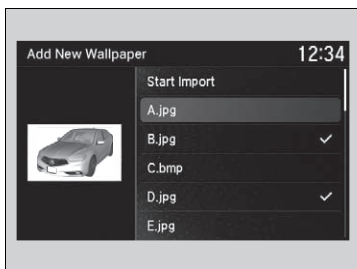 Add New Wallpaper
12:34
Start Import
A.jpg
B.jpg
C.bmp
D.jpg
E.jpg